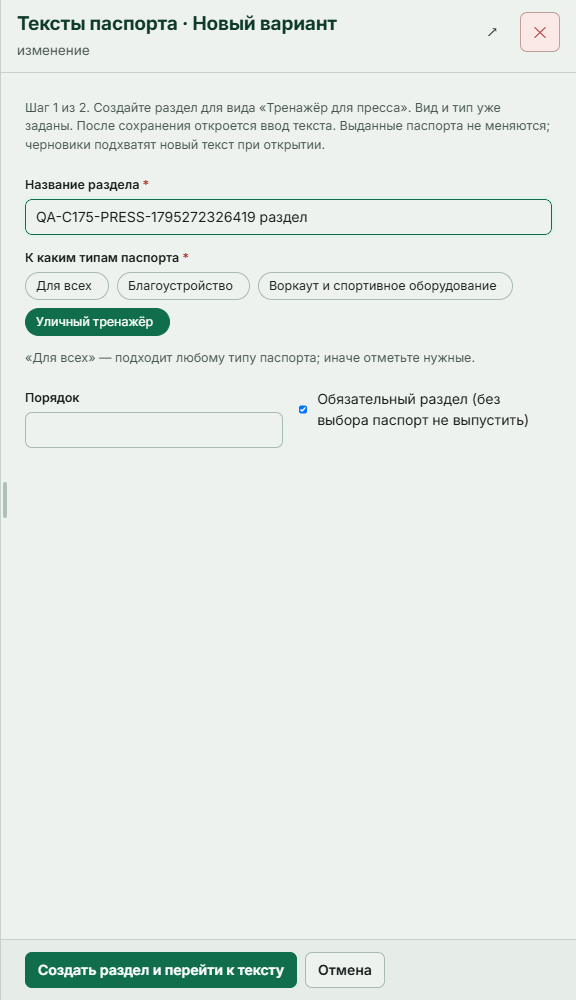 Тексты паспорта · Новый вариант
изменение
Шаг 1 из 2. Создайте раздел для вида «Тренажёр для пресса». Вид и тип уже
заданы. После сохранения откроется ввод текста. Выданные паспорта не меняются;
черновики подхватят новый текст при открытии.
Название раздела *
QA-C175-PRESS-1795272326419 раздел
К каким типам паспорта *
Для всех
Благоустройство
Воркаут и спортивное оборудование
Уличный тренажёр
«Для всех» — подходит любому типу паспорта; иначе отметьте нужные.
Порядок
Обязательный раздел (без
выбора паспорт не выпустить)
Создать раздел и перейти к тексту
Отмена